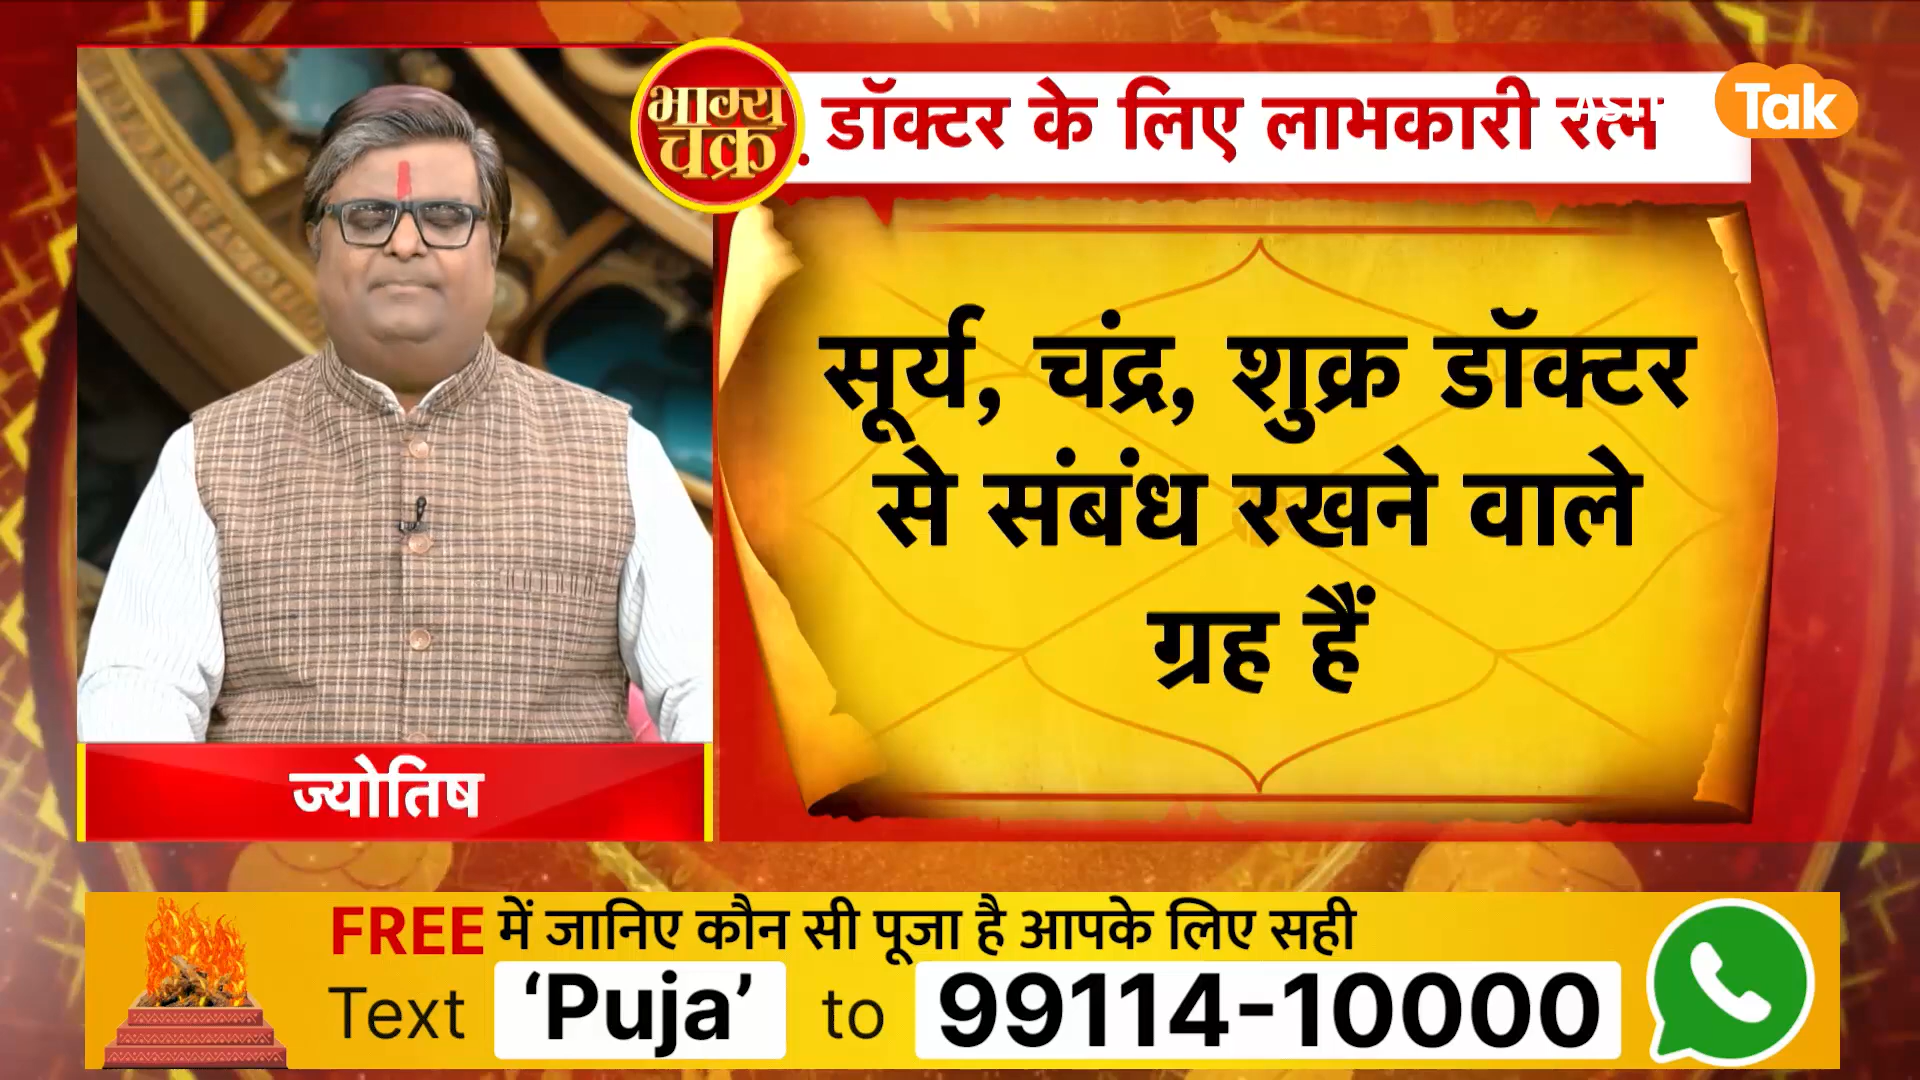 भाग्य
चक्र
डॉक्टर के लिए लाभकारी रत्न
Tak
सूर्य, चंद्र, शुक्र डॉक्टर
से संबंध रखने वाले
ग्रह हैं
ज्योतिष
FREE में जानिए कौन सी पूजा है आपके लिए सही
Text ‘Puja’ to 99114-10000